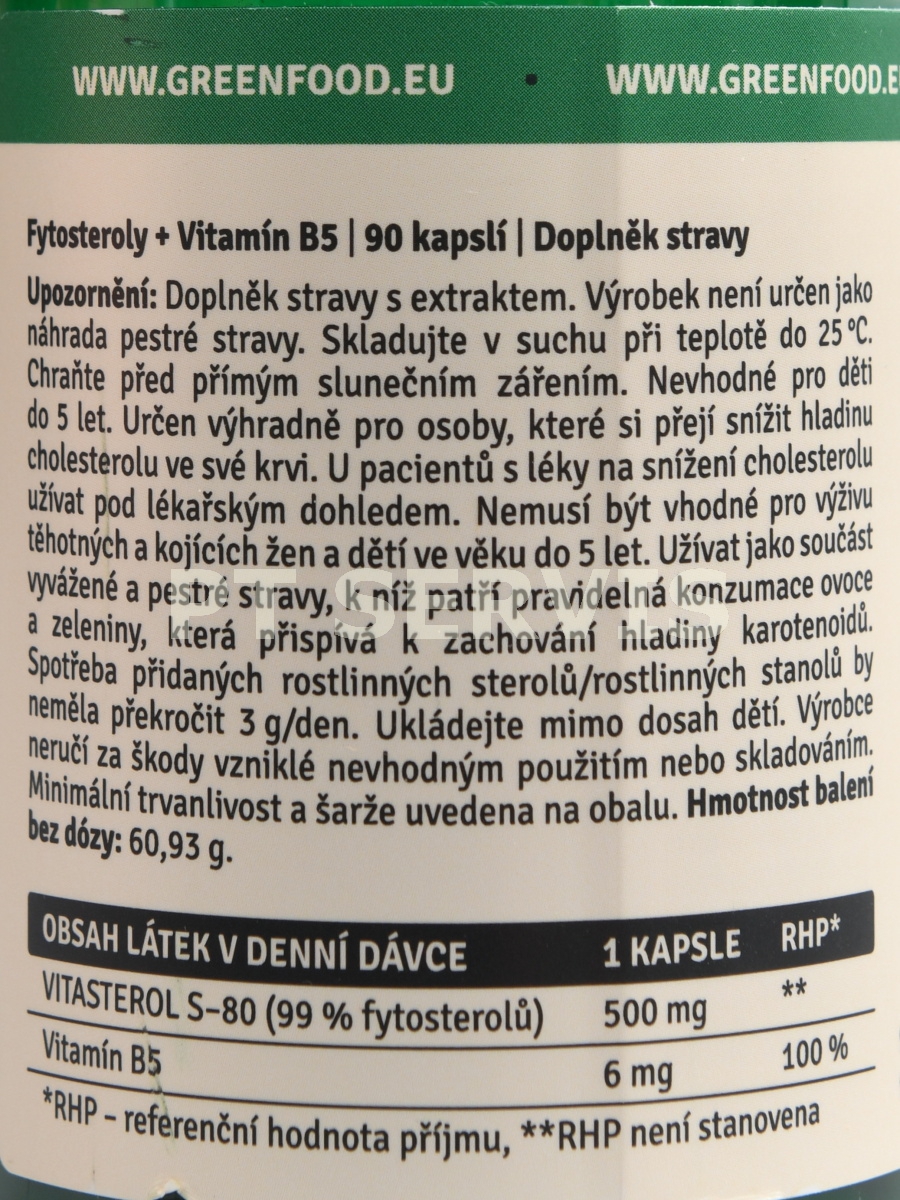 WWW.GREENFOOD.EU • WWW.GREENFOOD.E
Fytosteroly + Vitamín B5 | 90 kapslí | Doplněk stravy
Upozornění: Doplněk stravy s extraktem. Výrobek není určen jako
náhrada pestré stravy. Skladujte v suchu při teplotě do 25 °C.
Chraňte před přímým slunečním zářením. Nevhodné pro děti
do 5 let. Určen výhradně pro osoby, které si přejí snížit hladinu
cholesterolu ve své krvi. U pacientů s léky na snížení cholesterolu
užívat pod lékařským dohledem. Nemusí být vhodné pro výživu
těhotných a kojících žen a dětí ve věku do 5 let. Užívat jako součást
vyvážené a pestré stravy, k níž patří pravidelná konzumace ovoce
a zeleniny, která přispívá k zachování hladiny karotenoidů.
Spotřeba přidaných rostlinných sterolů/rostlinných stanolů by
neměla překročit 3 g/den. Ukládejte mimo dosah dětí. Výrobce
neručí za škody vzniklé nevhodným použitím nebo skladováním.
Minimální trvanlivost a šarže uvedena na obalu. Hmotnost balení
bez dózy: 60,93 g.
OBSAH LÁTEK V DENNÍ DÁVCE 1 KAPSLE RHP*
VITASTEROL S-80 (99 % fytosterolů) 500 mg **
Vitamín B5 6 mg 100 %
*RHP – referenční hodnota příjmu, **RHP není stanovena
PT SERVIS